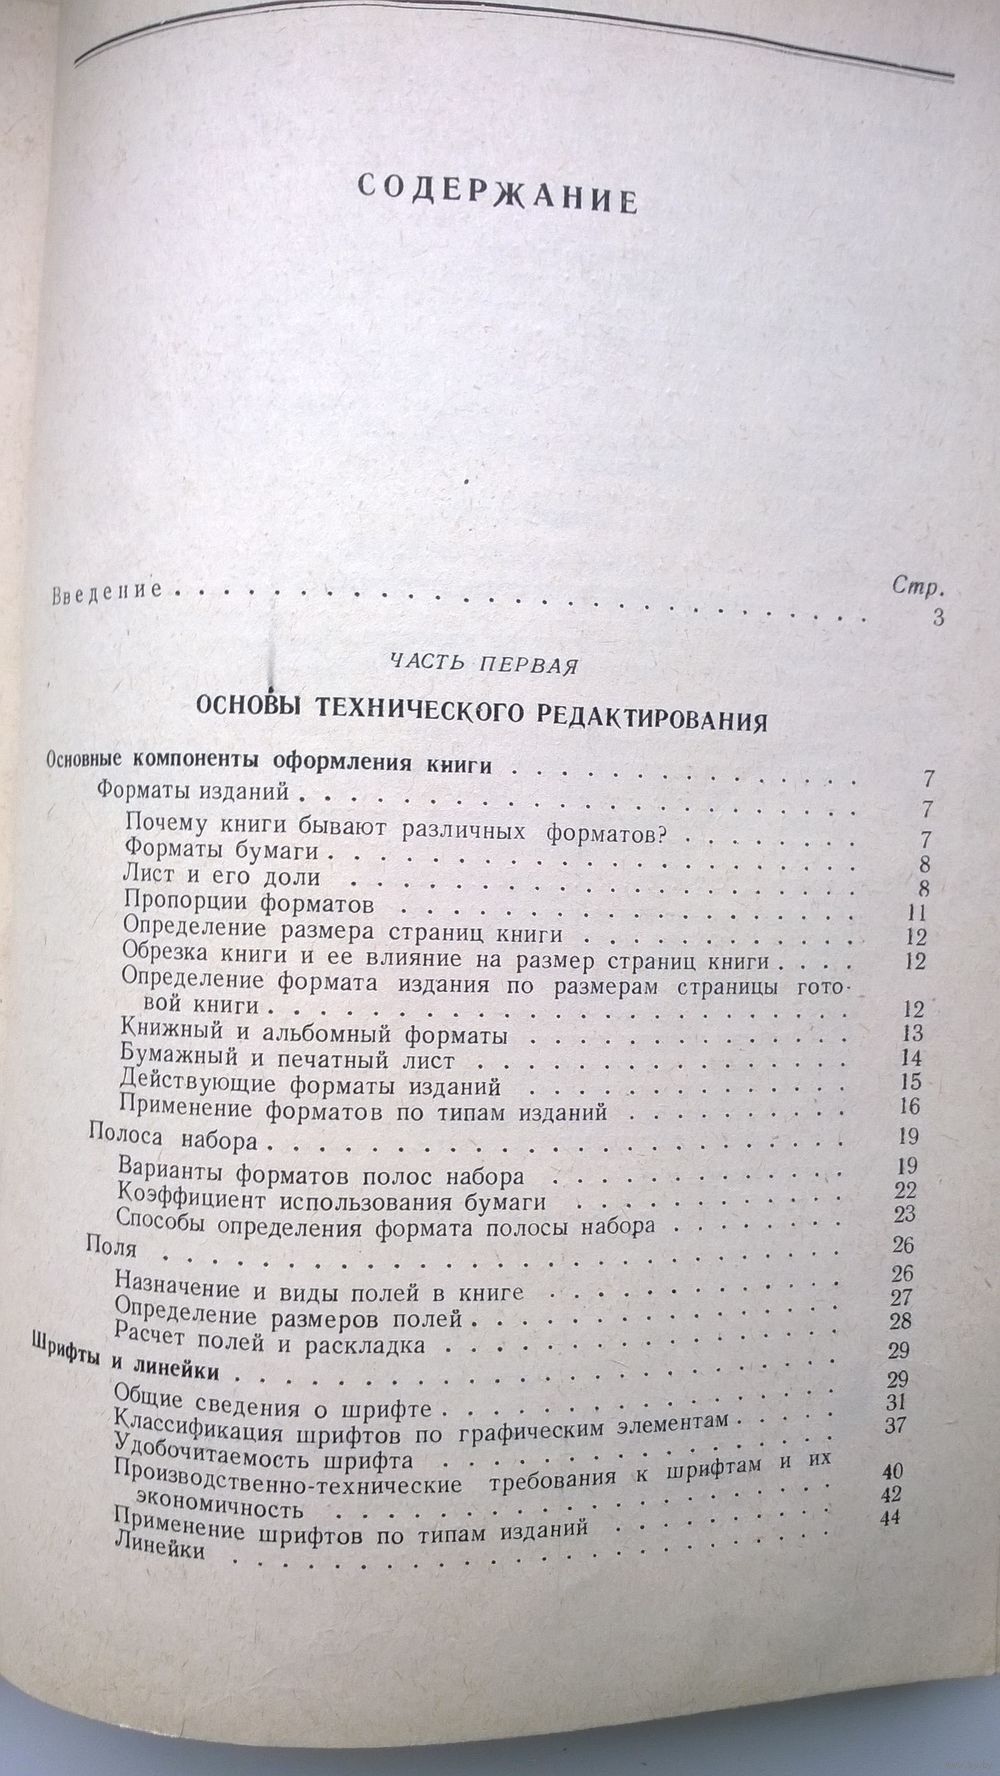 СОДЕРЖАНИЕ
Стр.
Введение . . . . . . . . . . . . . . . . . . . . 3
ЧАСТЬ ПЕРВАЯ
ОСНОВЫ ТЕХНИЧЕСКОГО РЕДАКТИРОВАНИЯ
Основные компоненты оформления книги . . . . . . . . . . 7
Форматы изданий . . . . . . . . . . . . . . . . 7
Почему книги бывают различных форматов? . . . . . . . 7
Форматы бумаги . . . . . . . . . . . . . . . . 8
Лист и его доли . . . . . . . . . . . . . . . . 8
Пропорции форматов . . . . . . . . . . . . . . 11
Определение размера страниц книги . . . . . . . . . . 12
Обрезка книги и ее влияние на размер страниц книги . . . . 12
Определение формата издания по размерам страницы гото-
вой книги . . . . . . . . . . . . . . . . . . 12
Книжный и альбомный форматы . . . . . . . . . . . 13
Бумажный и печатный лист . . . . . . . . . . . . 14
Действующие форматы изданий . . . . . . . . . . . 15
Применение форматов по типам изданий . . . . . . . . 16
Полоса набора . . . . . . . . . . . . . . . . . 19
Варианты форматов полос набора . . . . . . . . . . 19
Коэффициент использования бумаги . . . . . . . . . 22
Способы определения формата полосы набора . . . . . . . 23
Поля . . . . . . . . . . . . . . . . . . . . 26
Назначение и виды полей в книге . . . . . . . . . . 26
Определение размеров полей . . . . . . . . . . . . 27
Расчет полей и раскладка . . . . . . . . . . . . . 28
Шрифты и линейки . . . . . . . . . . . . . . . . 29
Общие сведения о шрифте . . . . . . . . . . . . . 29
Классификация шрифтов по графическим элементам . . . . . 31
Удобочитаемость шрифта . . . . . . . . . . . . . 37
Производственно-технические требования к шрифтам и их
экономичность . . . . . . . . . . . . . . . . 40
Применение шрифтов по типам изданий . . . . . . . . 42
Линейки . . . . . . . . . . . . . . . . . . . 44